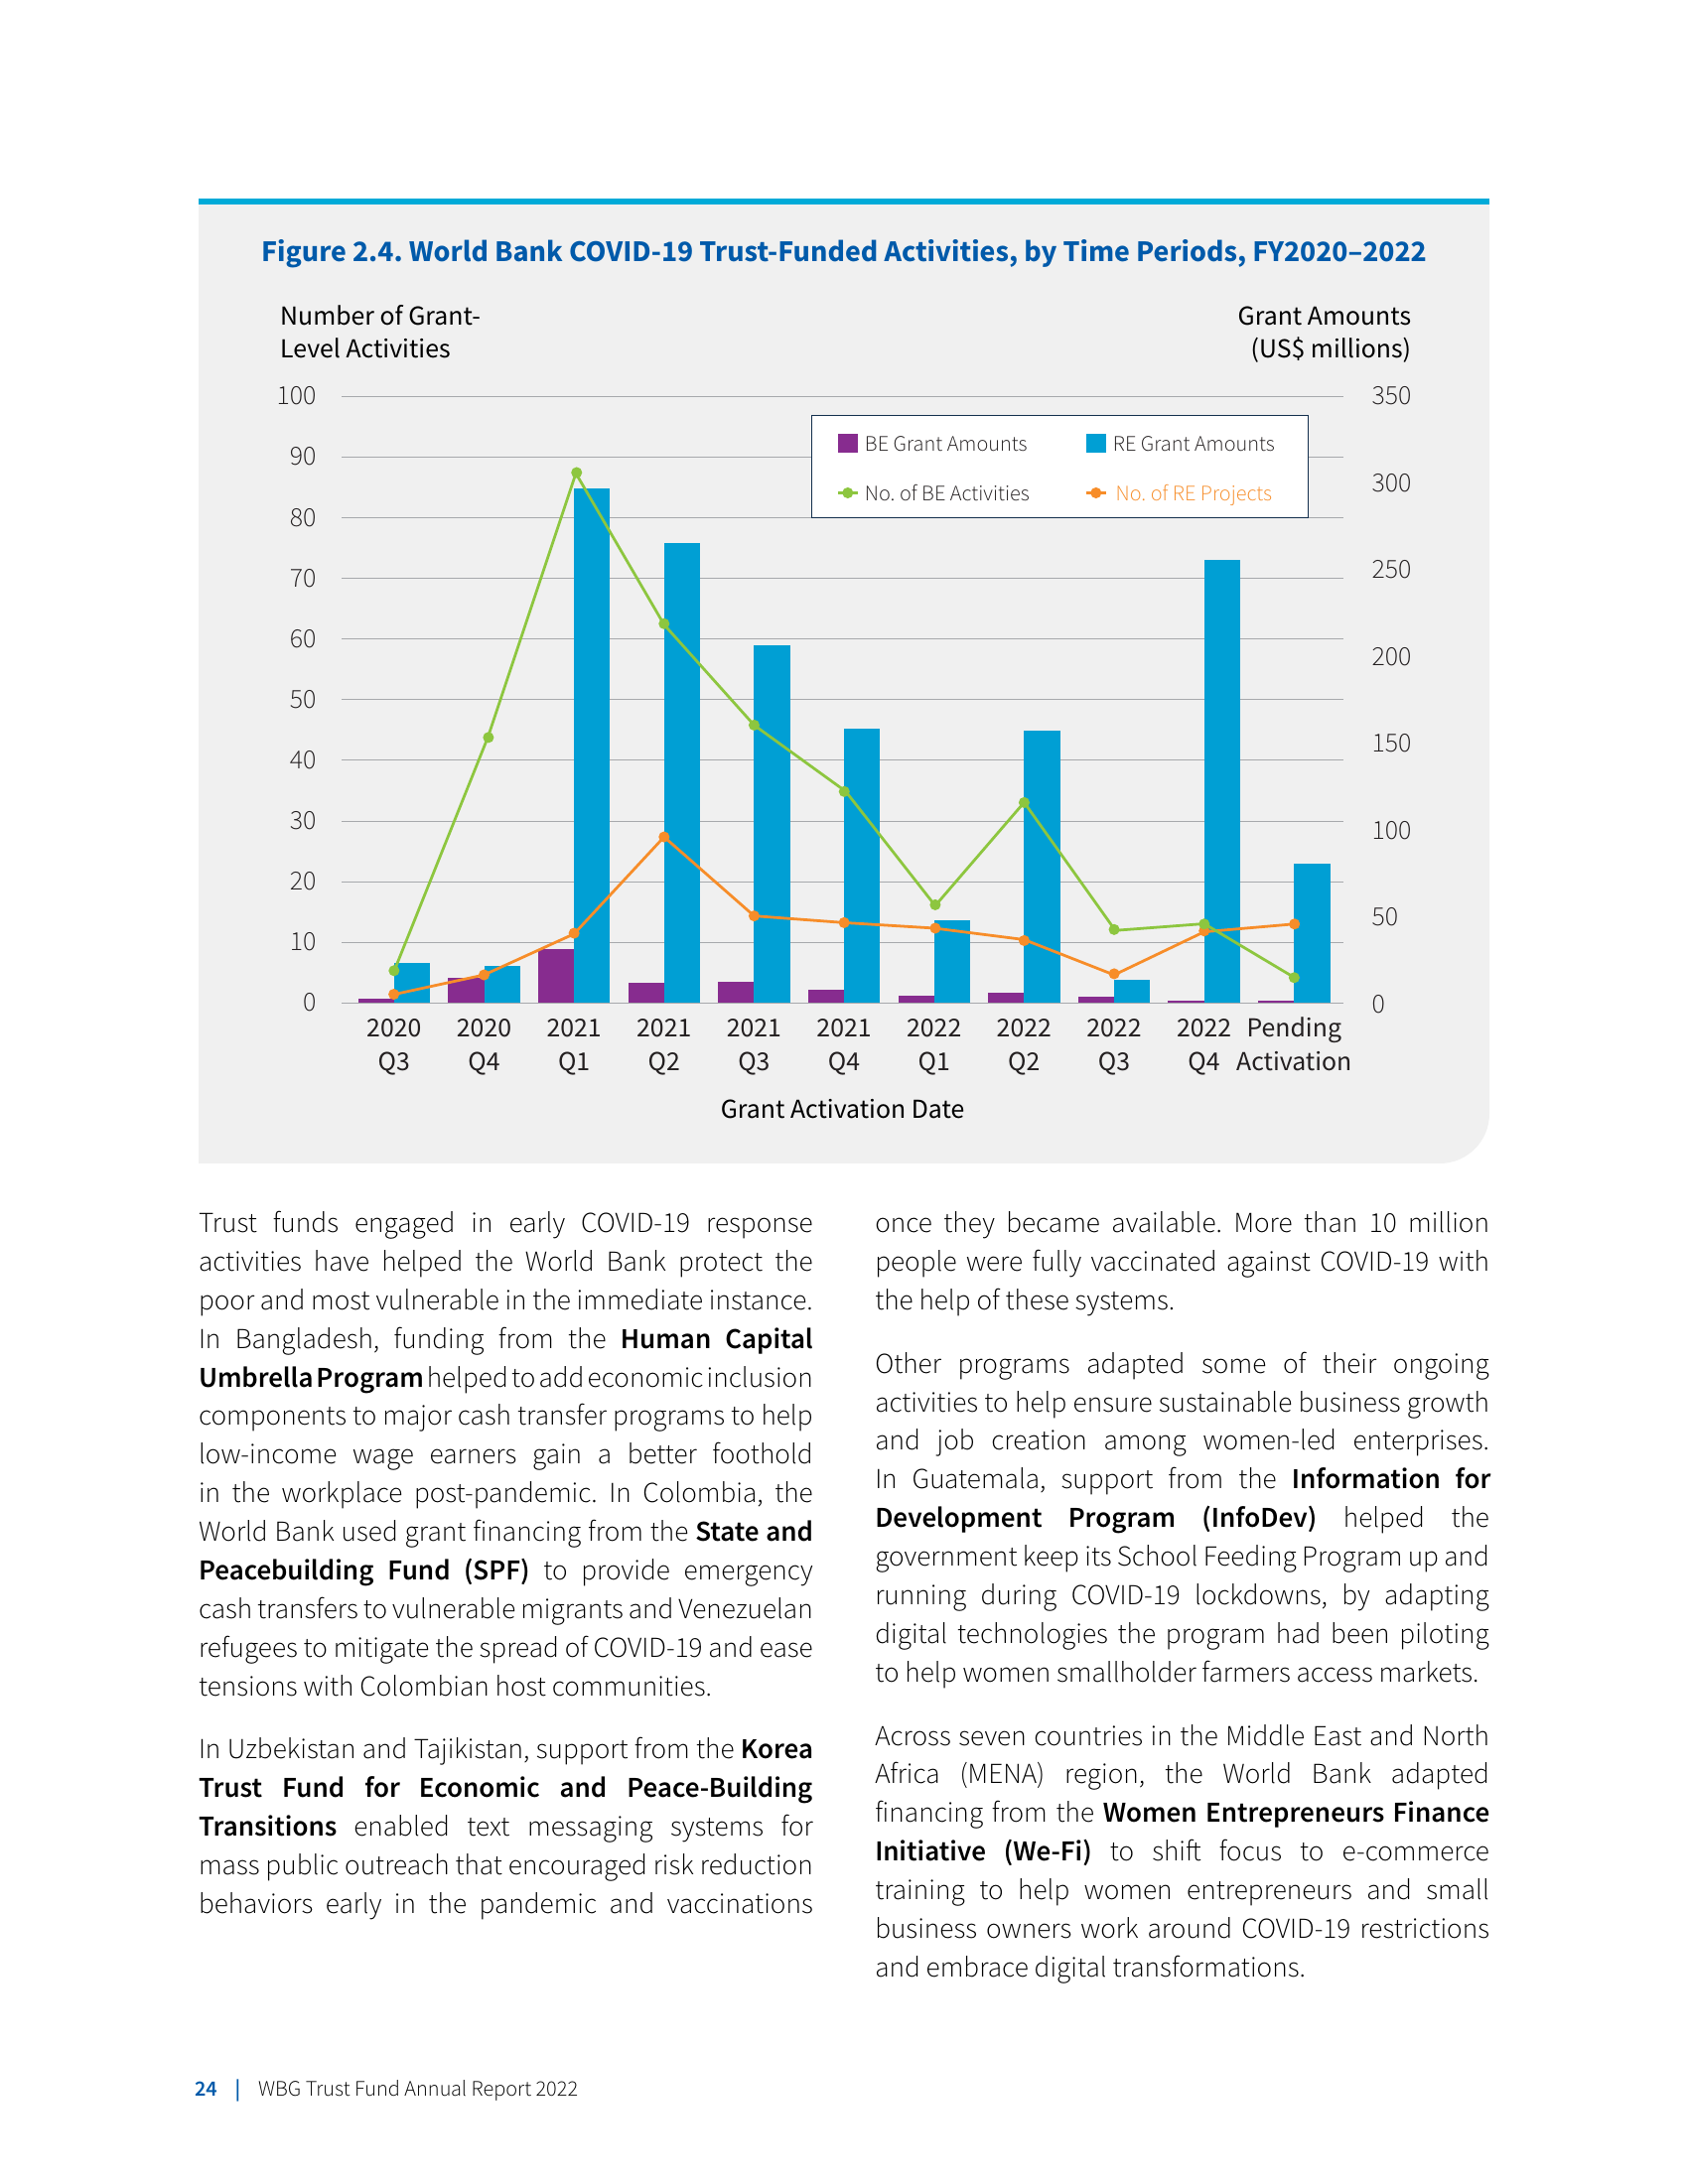 Figure 2.4. World Bank COVID-19 Trust-Funded Activities, by Time Periods, FY2020–2022
Number of Grant-
Level Activities
Grant Amounts
(US$ millions)
100
90
80
70
60
50
40
30
20
10
0
350
300
250
200
150
100
50
0
BE Grant Amounts
RE Grant Amounts
No. of BE Activities
No. of RE Projects
2020 Q3
2020 Q4
2021 Q1
2021 Q2
2021 Q3
2021 Q4
2022 Q1
2022 Q2
2022 Q3
2022 Q4
Pending Activation
Grant Activation Date
Trust funds engaged in early COVID-19 response
activities have helped the World Bank protect the
poor and most vulnerable in the immediate instance.
In Bangladesh, funding from the Human Capital
Umbrella Program helped to add economic inclusion
components to major cash transfer programs to help
low-income wage earners gain a better foothold
in the workplace post-pandemic. In Colombia, the
World Bank used grant financing from the State and
Peacebuilding Fund (SPF) to provide emergency
cash transfers to vulnerable migrants and Venezuelan
refugees to mitigate the spread of COVID-19 and ease
tensions with Colombian host communities.
In Uzbekistan and Tajikistan, support from the Korea
Trust Fund for Economic and Peace-Building
Transitions enabled text messaging systems for
mass public outreach that encouraged risk reduction
behaviors early in the pandemic and vaccinations
once they became available. More than 10 million
people were fully vaccinated against COVID-19 with
the help of these systems.
Other programs adapted some of their ongoing
activities to help ensure sustainable business growth
and job creation among women-led enterprises.
In Guatemala, support from the Information for
Development Program (InfoDev) helped the
government keep its School Feeding Program up and
running during COVID-19 lockdowns, by adapting
digital technologies the program had been piloting
to help women smallholder farmers access markets.
Across seven countries in the Middle East and North
Africa (MENA) region, the World Bank adapted
financing from the Women Entrepreneurs Finance
Initiative (We-Fi) to shift focus to e-commerce
training to help women entrepreneurs and small
business owners work around COVID-19 restrictions
and embrace digital transformations.
24 | WBG Trust Fund Annual Report 2022